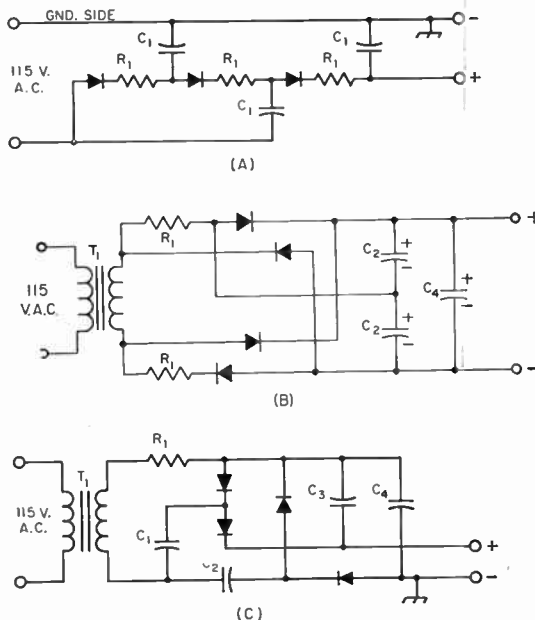 GND. SIDE
-
C1
C1
115 V.
A.C.
R1
R1
R1
+
C1
(A)
R1
+
T1
C2
+
-
115
V.A.C.
C4
+
-
C2
+
-
R1
-
(B)
R1
T1
C3
C4
115 V.
A.C.
C1
C2
+
-
(C)